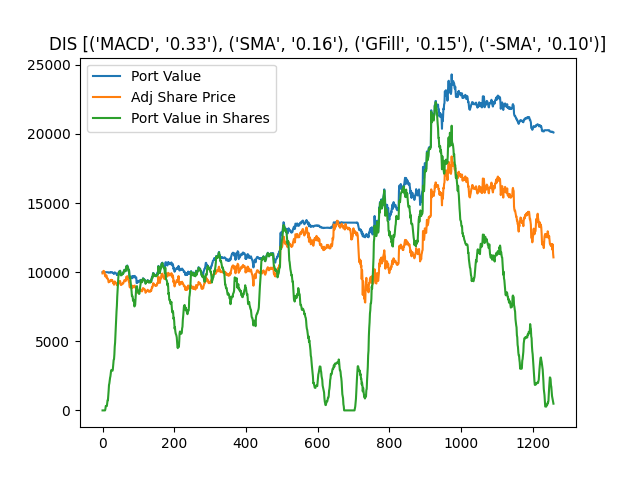 DIS [('MACD', '0.33'), ('SMA', '0.16'), ('GFill', '0.15'), ('-SMA', '0.10')]
Port Value
Adj Share Price
Port Value in Shares
25000
20000
15000
10000
5000
0
0 200 400 600 800 1000 1200